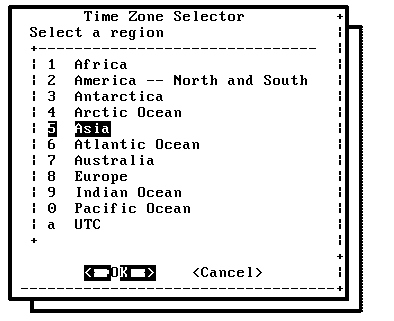 Time Zone Selector
Select a region
1 Africa
2 America -- North and South
3 Antarctica
4 Arctic Ocean
5 Asia
6 Atlantic Ocean
7 Australia
8 Europe
9 Indian Ocean
0 Pacific Ocean
a UTC
< OK > <Cancel>